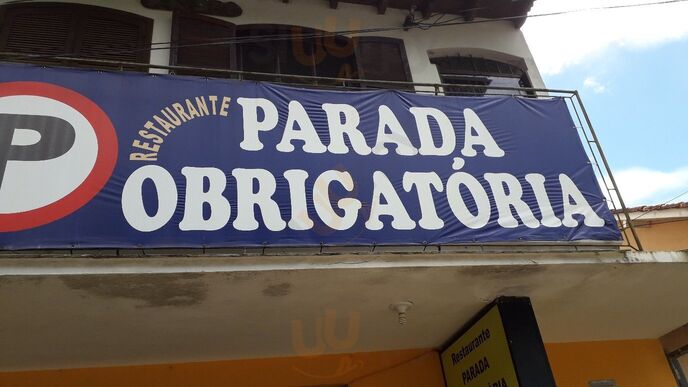 P
RESTAURANTE
PARADA
OBRIGATÓRIA
Restaurante
PARADA